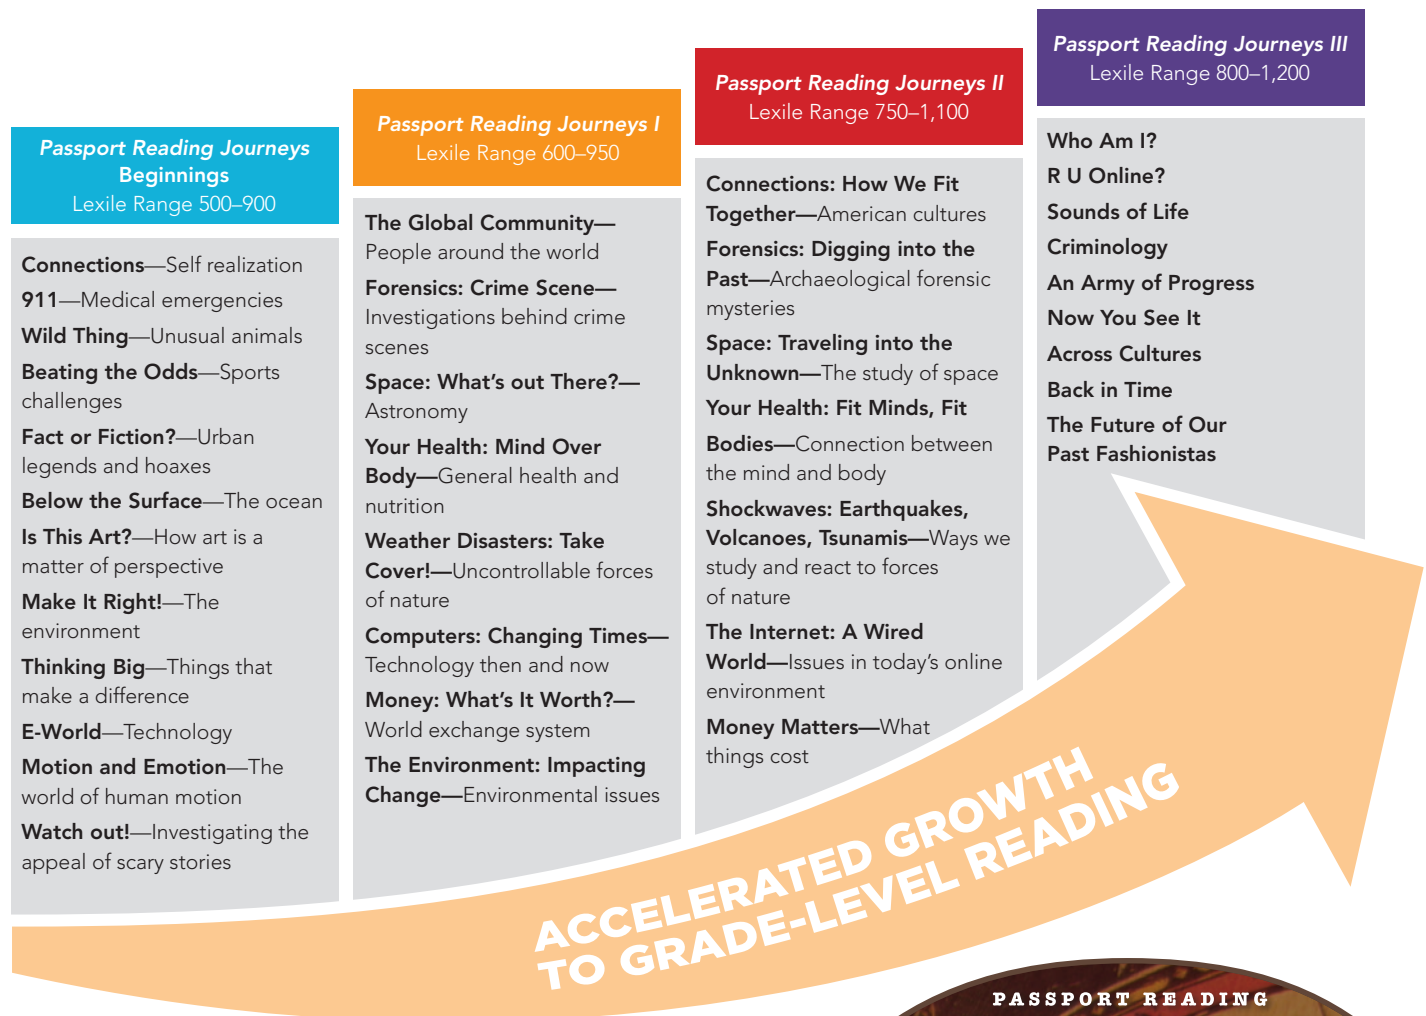 Passport Reading Journeys
Beginnings
Lexile Range 500–900
Connections—Self realization
911—Medical emergencies
Wild Thing—Unusual animals
Beating the Odds—Sports
challenges
Fact or Fiction?—Urban
legends and hoaxes
Below the Surface—The ocean
Is This Art?—How art is a
matter of perspective
Make It Right!—The
environment
Thinking Big—Things that
make a difference
E-World—Technology
Motion and Emotion—The
world of human motion
Watch out!—Investigating the
appeal of scary stories
Passport Reading Journeys I
Lexile Range 600–950
The Global Community—
People around the world
Forensics: Crime Scene—
Investigations behind crime
scenes
Space: What’s out There?—
Astronomy
Your Health: Mind Over
Body—General health and
nutrition
Weather Disasters: Take
Cover!—Uncontrollable forces
of nature
Computers: Changing Times—
Technology then and now
Money: What’s It Worth?—
World exchange system
The Environment: Impacting
Change—Environmental issues
Passport Reading Journeys II
Lexile Range 750–1,100
Connections: How We Fit
Together—American cultures
Forensics: Digging into the
Past—Archaeological forensic
mysteries
Space: Traveling into the
Unknown—The study of space
Your Health: Fit Minds, Fit
Bodies—Connection between
the mind and body
Shockwaves: Earthquakes,
Volcanoes, Tsunamis—Ways we
study and react to forces
of nature
The Internet: A Wired
World—Issues in today’s online
environment
Money Matters—What
things cost
Passport Reading Journeys III
Lexile Range 800–1,200
Who Am I?
R U Online?
Sounds of Life
Criminology
An Army of Progress
Now You See It
Across Cultures
Back in Time
The Future of Our
Past Fashionistas
ACCELERATED GROWTH
TO GRADE-LEVEL READING
PASSPORT READING